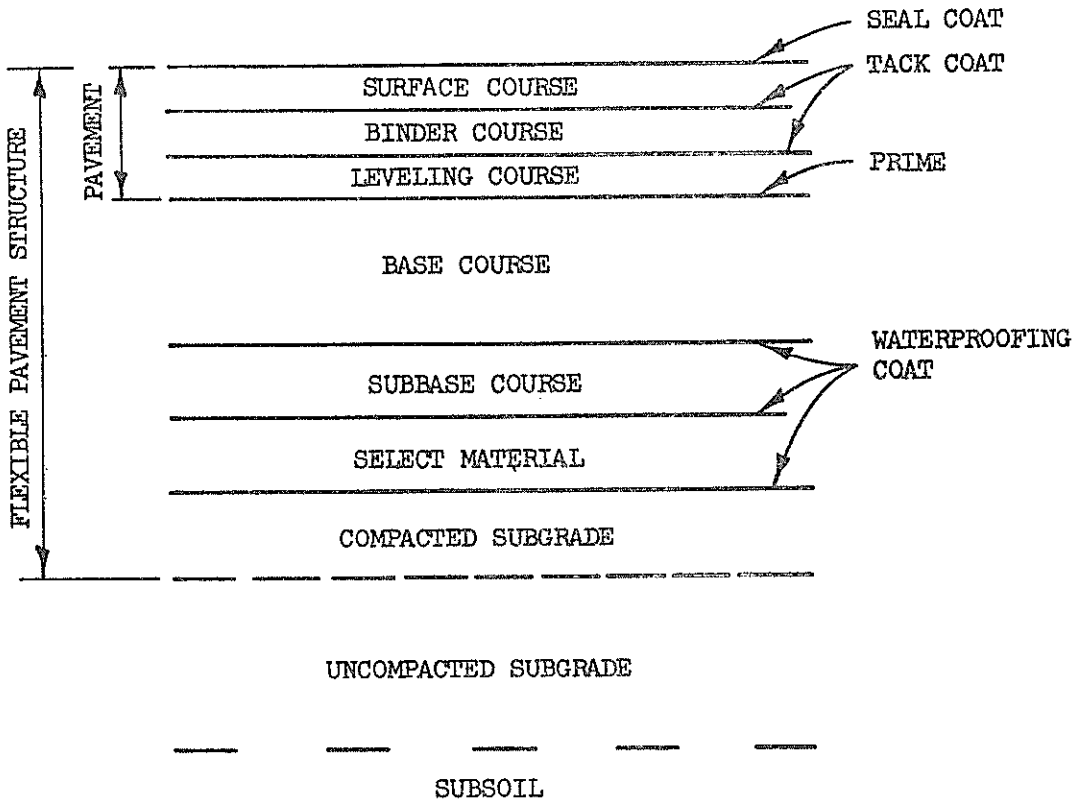 SEAL COAT
TACK COAT
SURFACE COURSE
BINDER COURSE
LEVELING COURSE
PRIME
PAVEMENT
FLEXIBLE PAVEMENT STRUCTURE
BASE COURSE
WATERPROOFING
COAT
SUBBASE COURSE
SELECT MATERIAL
COMPACTED SUBGRADE
UNCOMPACTED SUBGRADE
SUBSOIL